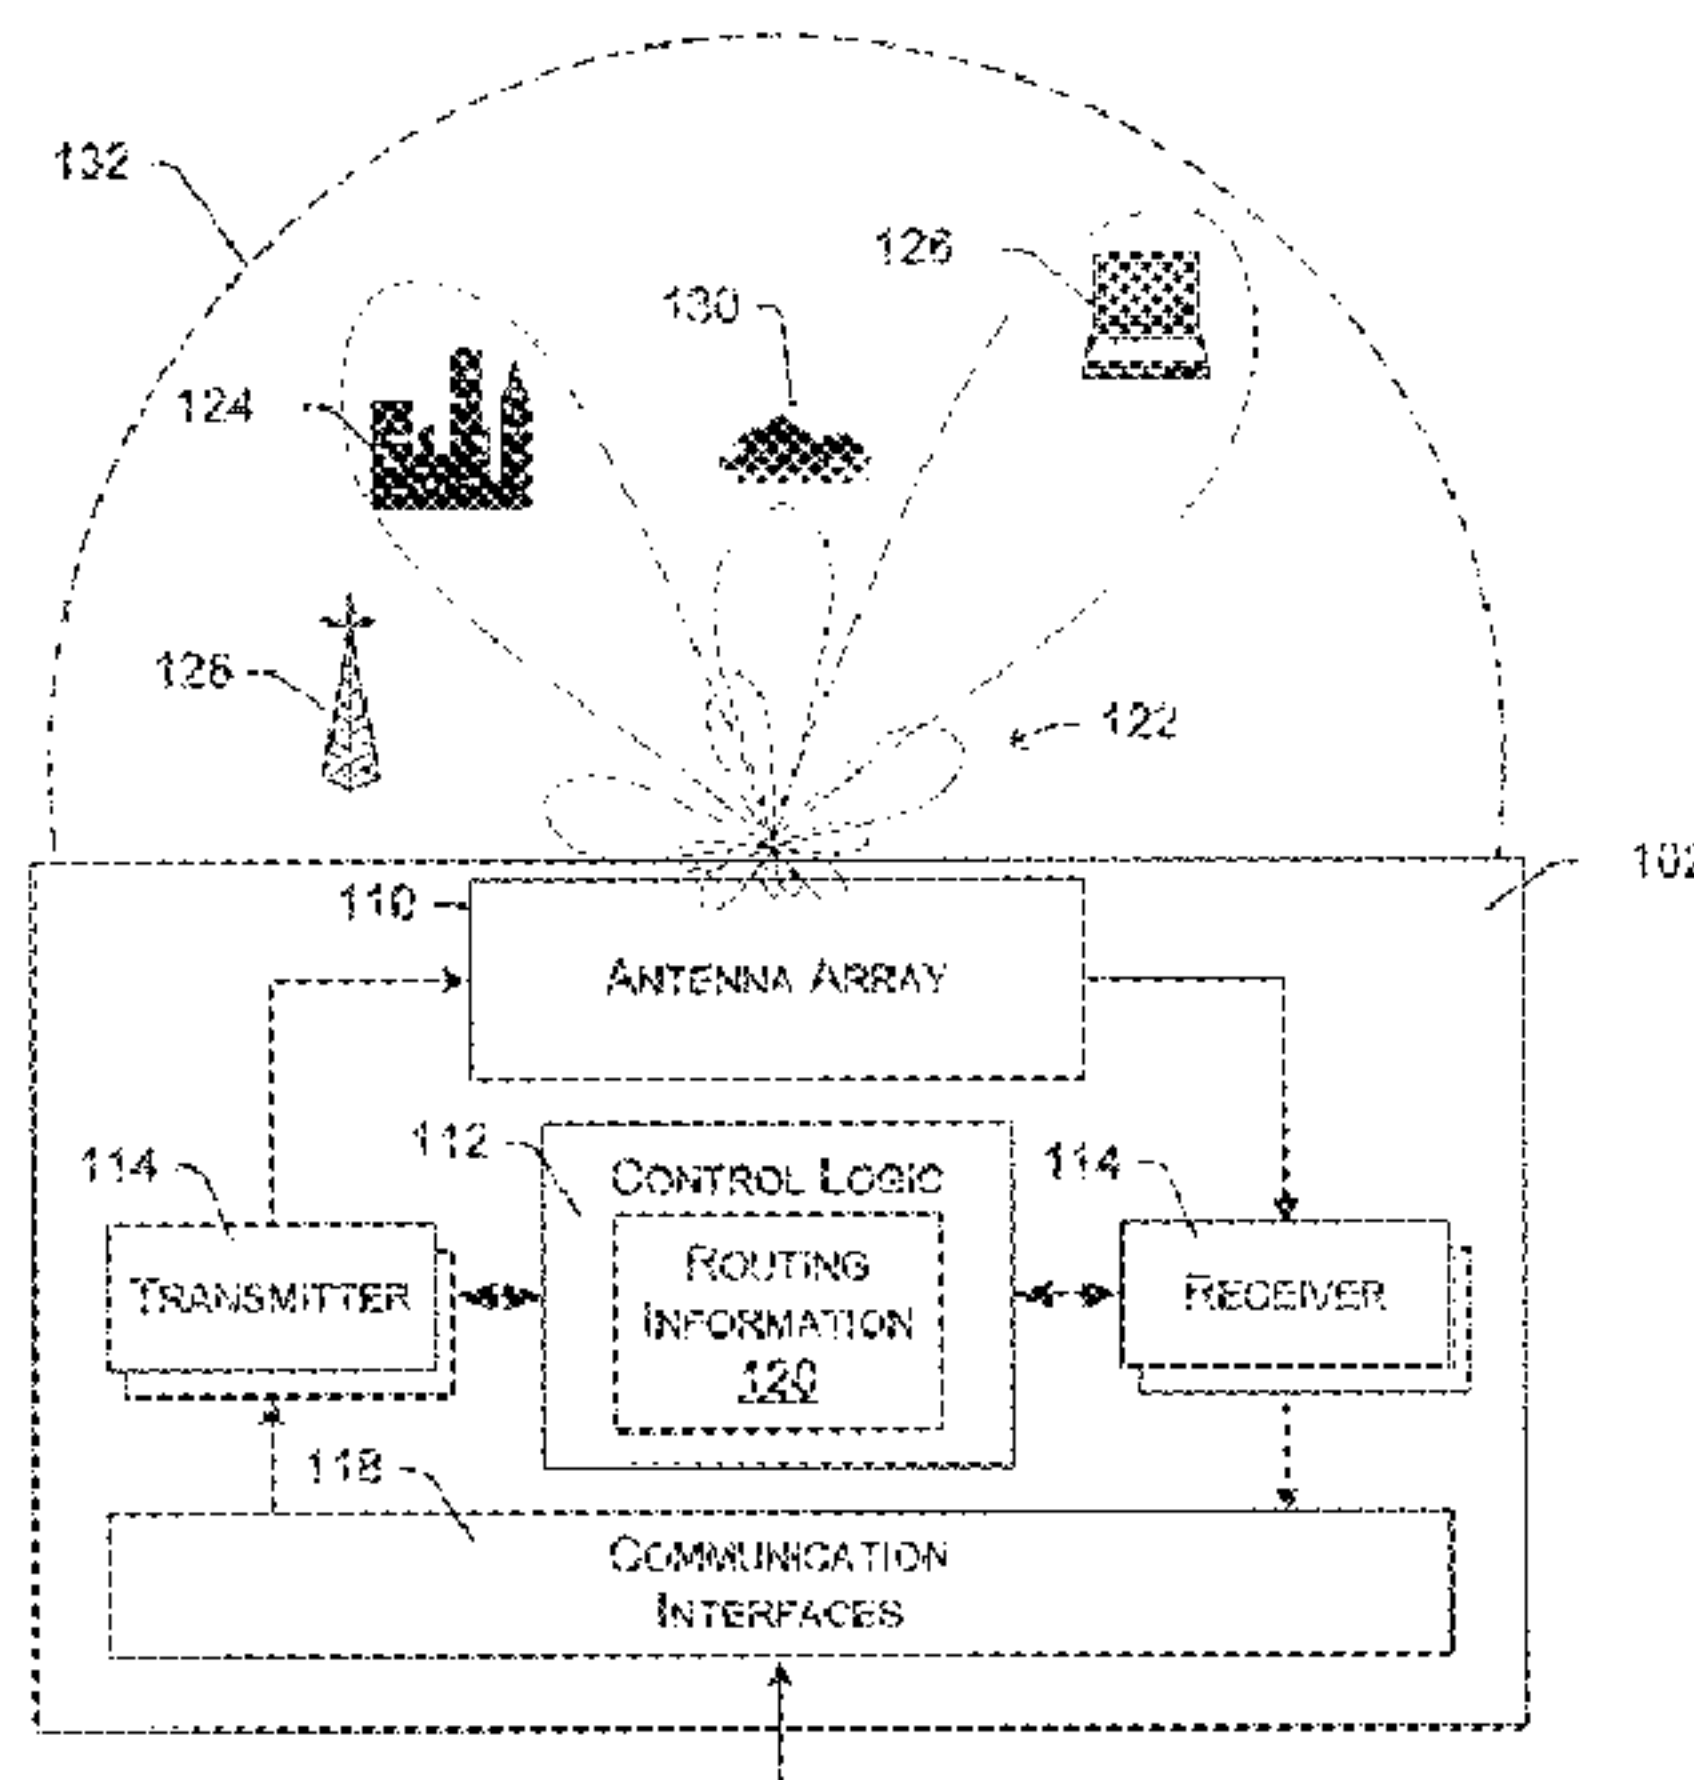 132
126
130
124
128
122
102
110
ANTENNA ARRAY
114
112
CONTROL LOGIC
114
TRANSMITTER
ROUTING
INFORMATION
120
RECEIVER
118
COMMUNICATION
INTERFACES